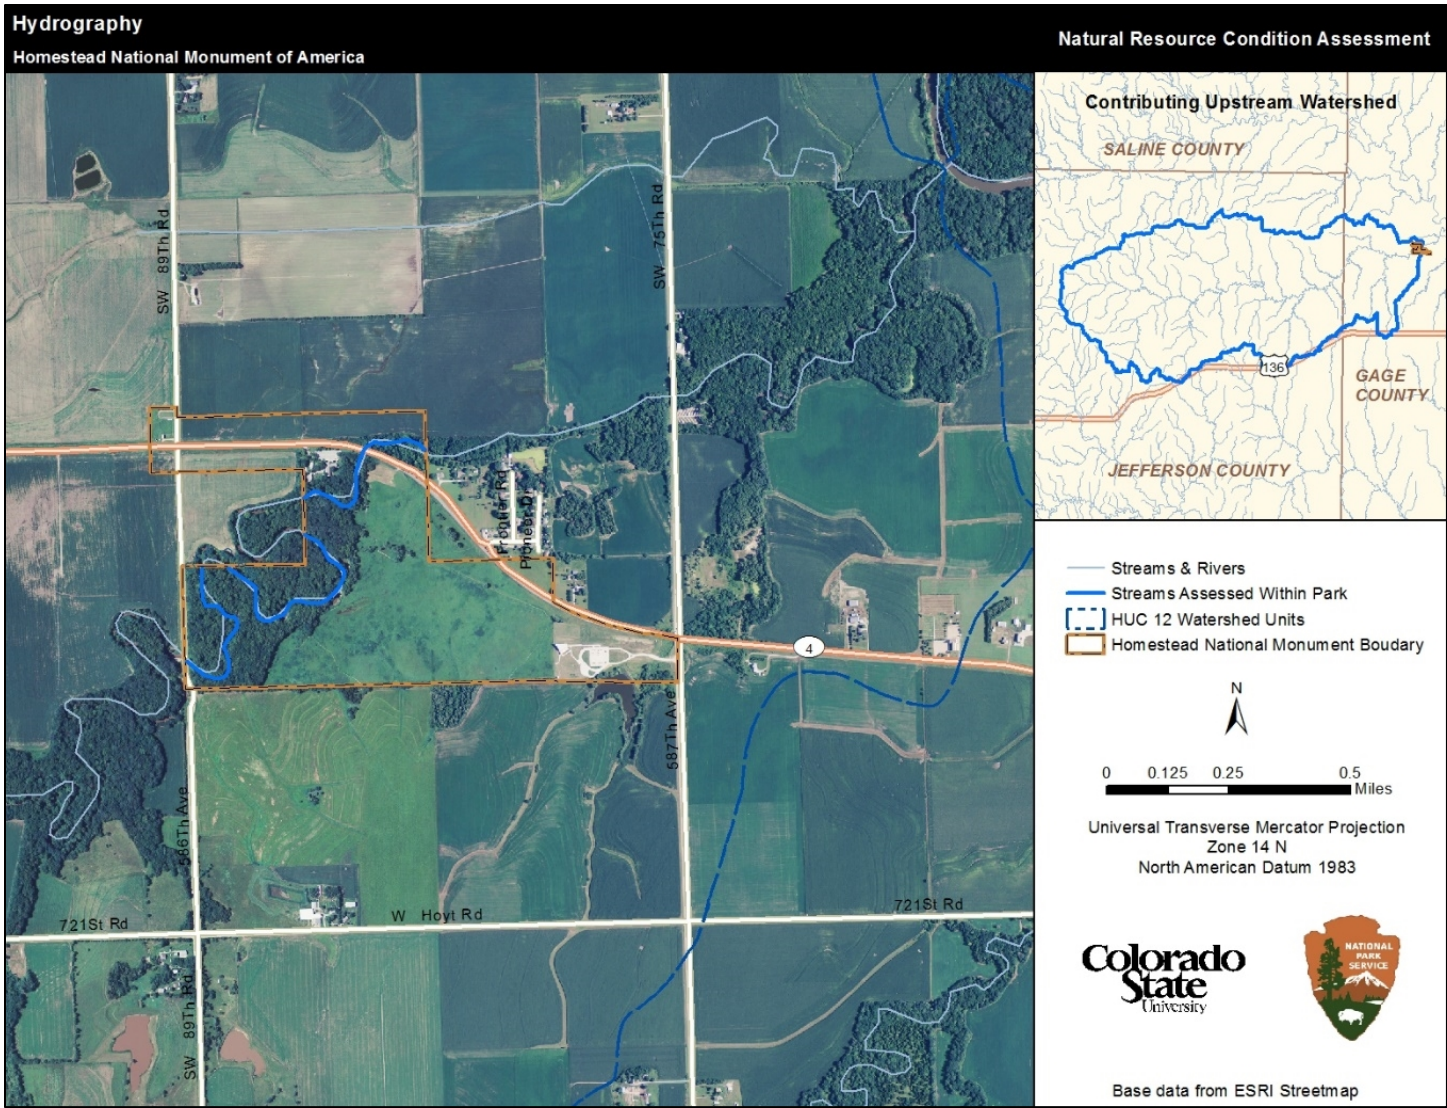 Hydrography
Homestead National Monument of America
Natural Resource Condition Assessment
SW 89Th Rd
SW 75Th Rd
Pioneer Dr
4
587Th Ave
586Th Ave
721St Rd
W Hoyt Rd
721St Rd
SW 89Th Rd
Contributing Upstream Watershed
SALINE COUNTY
136
GAGE
COUNTY
JEFFERSON COUNTY
Streams & Rivers
Streams Assessed Within Park
HUC 12 Watershed Units
Homestead National Monument Boudary
N
0 0.125 0.25 0.5
Miles
Universal Transverse Mercator Projection
Zone 14 N
North American Datum 1983
Colorado
State
University
NATIONAL
PARK
SERVICE
Base data from ESRI Streetmap